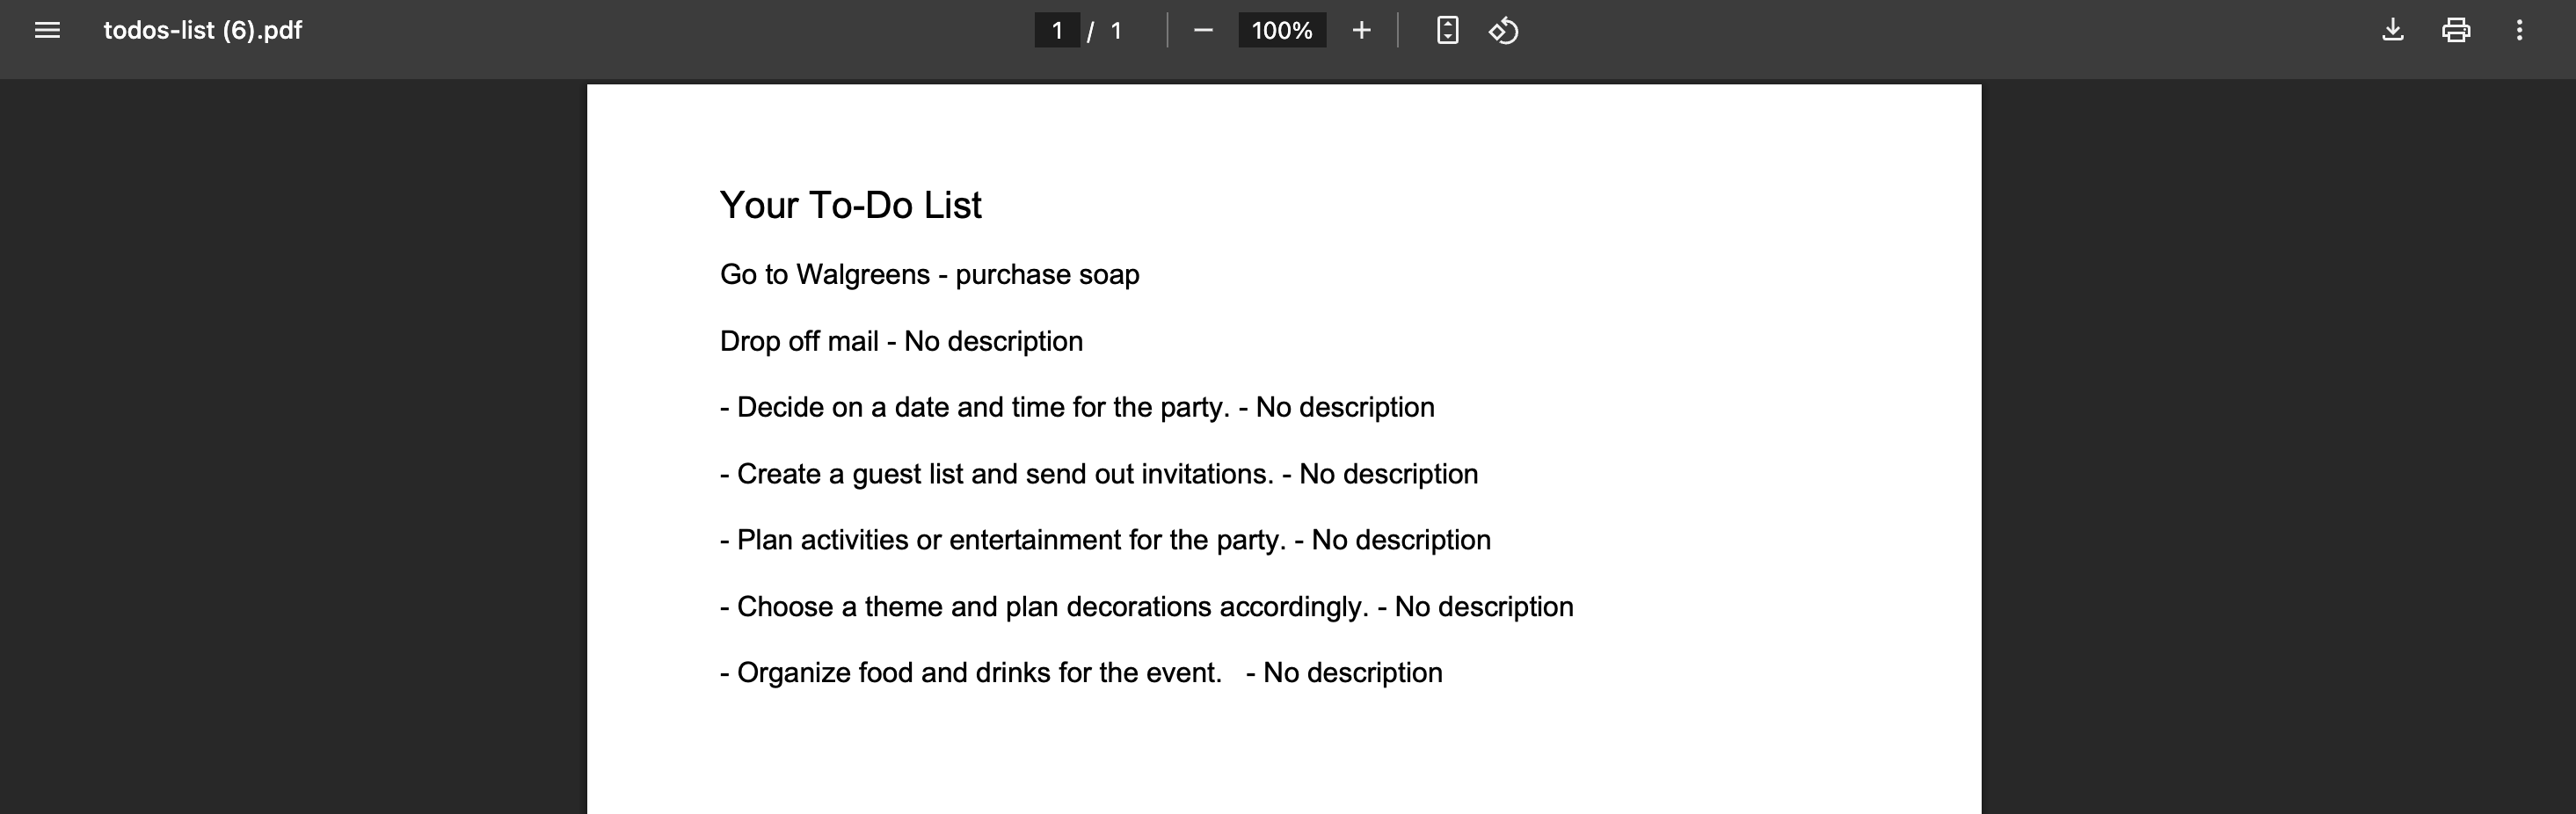 todos-list (6).pdf
1 / 1
100%
Your To-Do List
Go to Walgreens - purchase soap
Drop off mail - No description
- Decide on a date and time for the party. - No description
- Create a guest list and send out invitations. - No description
- Plan activities or entertainment for the party. - No description
- Choose a theme and plan decorations accordingly. - No description
- Organize food and drinks for the event.   - No description